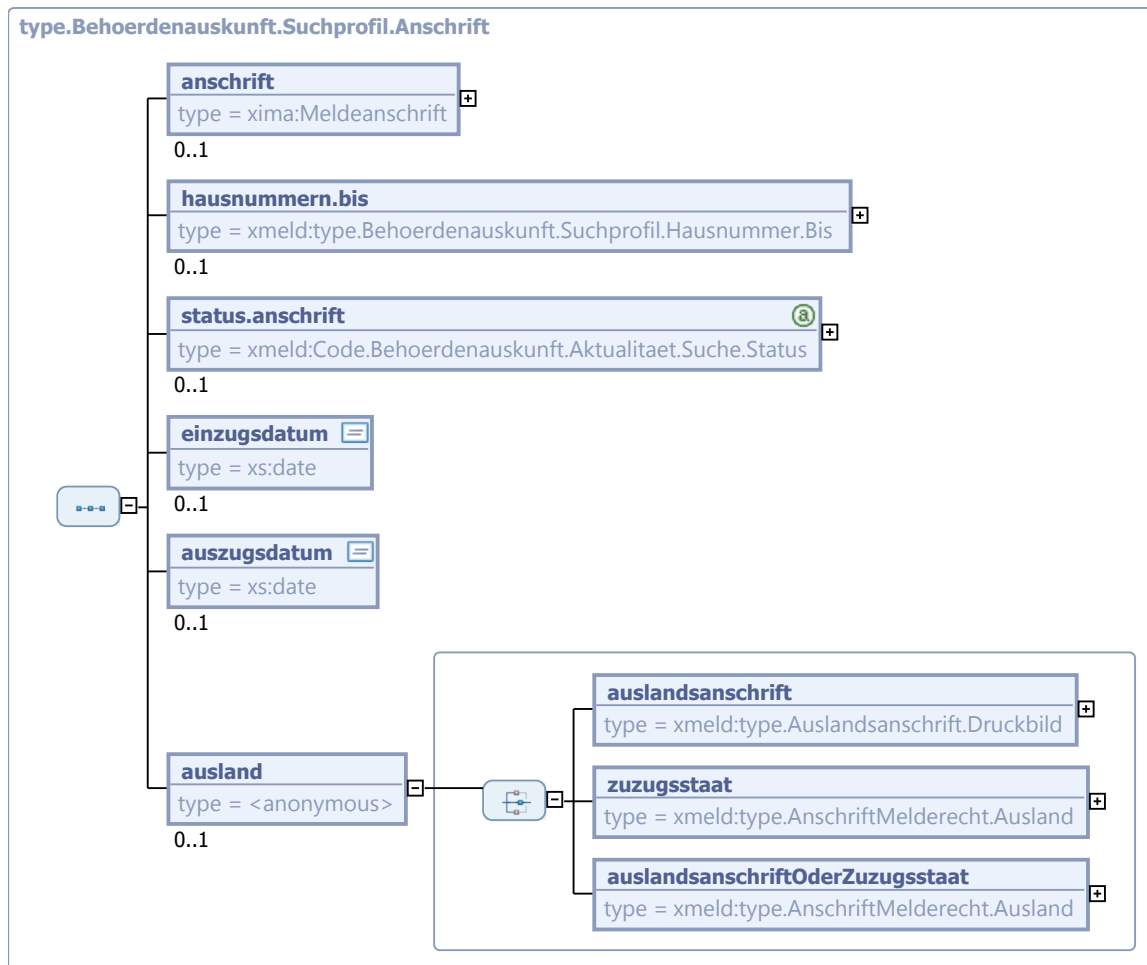 type.Behoerdenauskunft.Suchprofil.Anschrift
anschrift
type = xima:Meldeanschrift
0..1
hausnummern.bis
type = xmeld:type.Behoerdenauskunft.Suchprofil.Hausnummer.Bis
0..1
status.anschrift
a
type = xmeld:Code.Behoerdenauskunft.Aktualitaet.Suche.Status
0..1
einzugsdatum
type = xs:date
0..1
auszugsdatum
type = xs:date
0..1
ausland
type = <anonymous>
0..1
auslandsanschrift
type = xmeld:type.Auslandsanschrift.Druckbild
zuzugsstaat
type = xmeld:type.AnschriftMelderecht.Ausland
auslandsanschriftOderZuzugsstaat
type = xmeld:type.AnschriftMelderecht.Ausland